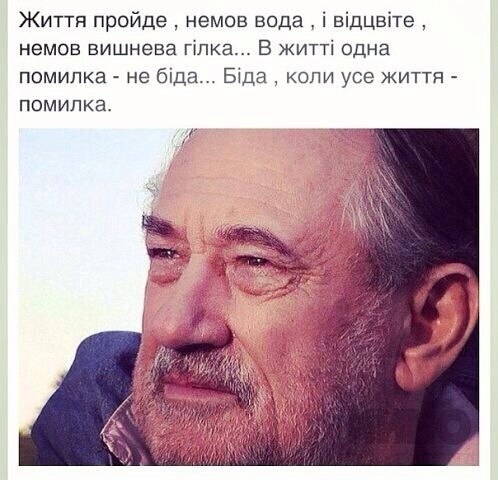 Життя пройде , немов вода , і відцвіте ,
немов вишнева гілка... В житті одна
помилка - не біда... Біда , коли усе життя -
помилка.